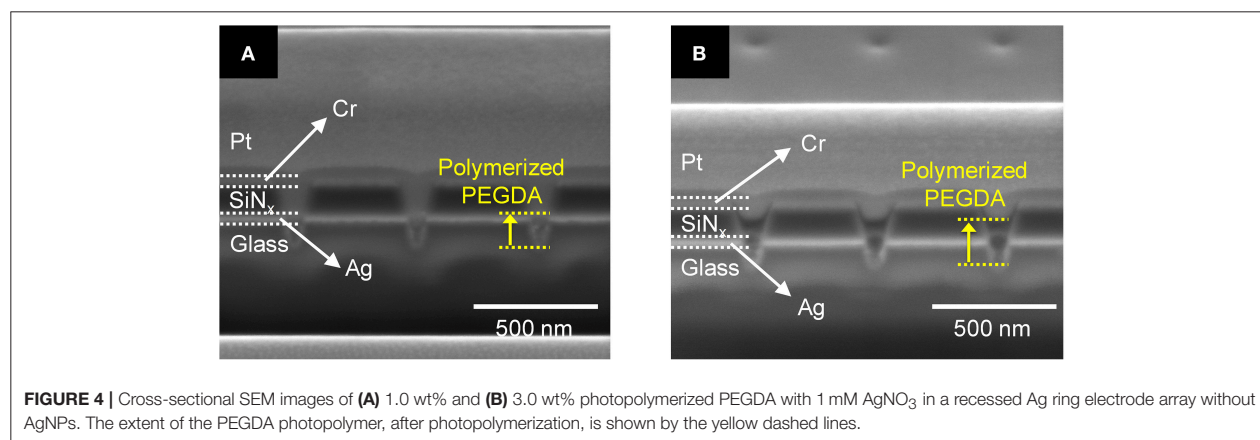 A
Cr
Pt
Polymerized
PEGDA
SiNₓ
Glass
Ag
500 nm
B
Cr
Pt
Polymerized
PEGDA
SiNₓ
Glass
Ag
500 nm
FIGURE 4 | Cross-sectional SEM images of (A) 1.0 wt% and (B) 3.0 wt% photopolymerized PEGDA with 1 mM AgNO₃ in a recessed Ag ring electrode array without
AgNPs. The extent of the PEGDA photopolymer, after photopolymerization, is shown by the yellow dashed lines.